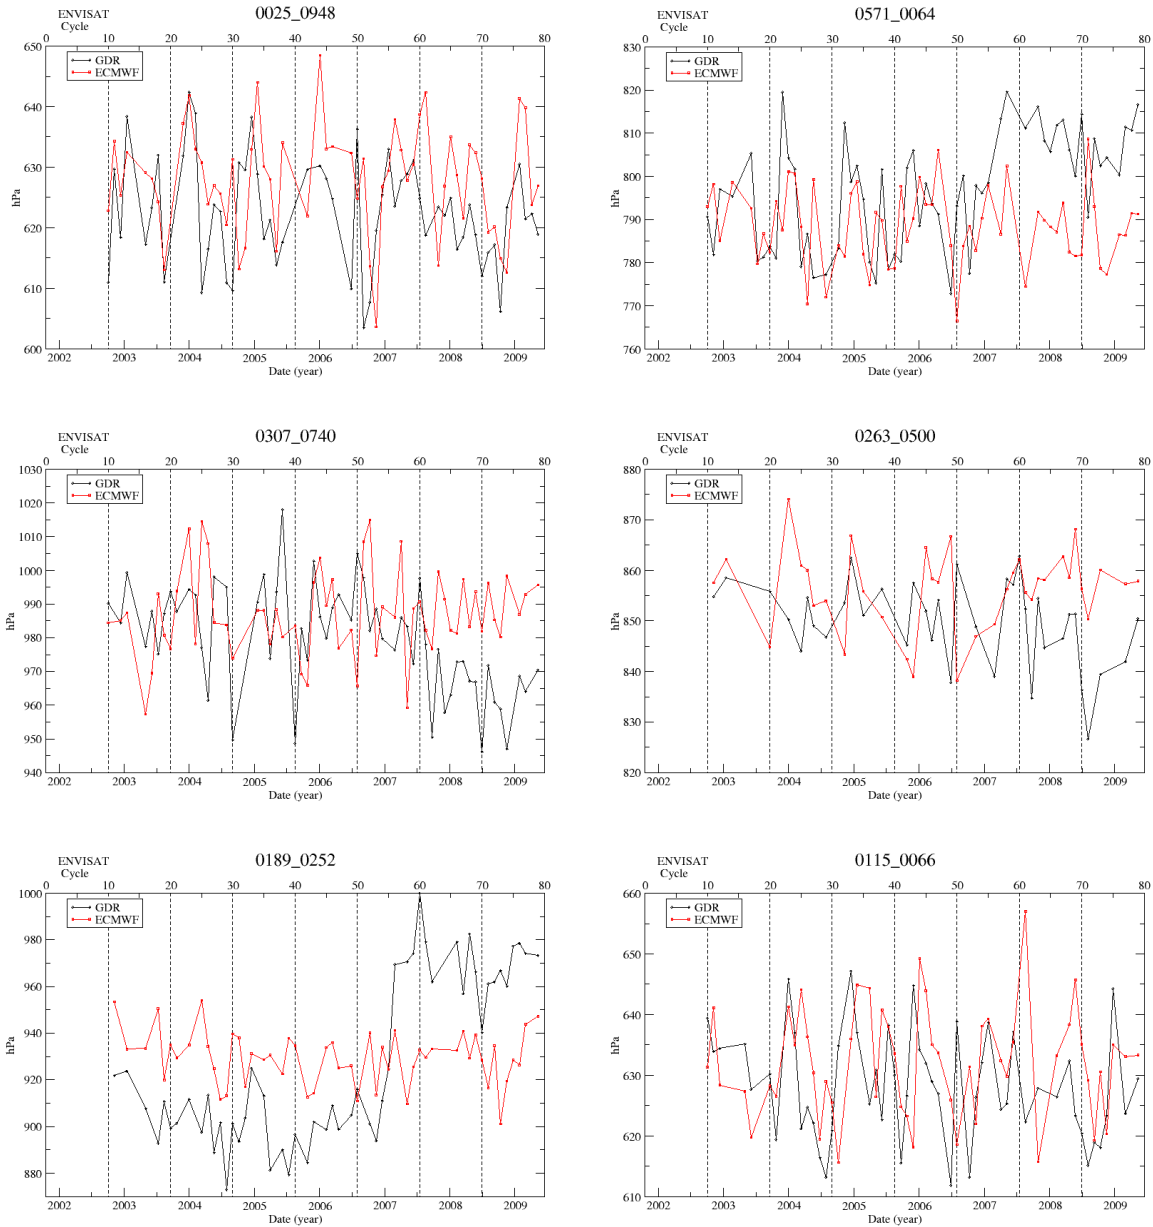 ENVISAT 0025_0948
Cycle
0 10 20 30 40 50 60 70 80
650
640
630
620
610
600
hPa
GDR
ECMWF
2002 2003 2004 2005 2006 2007 2008 2009
Date (year)
ENVISAT 0571_0064
Cycle
0 10 20 30 40 50 60 70 80
830
820
810
800
790
780
770
760
hPa
GDR
ECMWF
2002 2003 2004 2005 2006 2007 2008 2009
Date (year)
ENVISAT 0307_0740
Cycle
0 10 20 30 40 50 60 70 80
1030
1020
1010
1000
990
980
970
960
950
940
hPa
GDR
ECMWF
2002 2003 2004 2005 2006 2007 2008 2009
Date (year)
ENVISAT 0263_0500
Cycle
0 10 20 30 40 50 60 70 80
880
870
860
850
840
830
820
hPa
GDR
ECMWF
2002 2003 2004 2005 2006 2007 2008 2009
Date (year)
ENVISAT 0189_0252
Cycle
0 10 20 30 40 50 60 70 80
1000
980
960
940
920
900
880
hPa
GDR
ECMWF
2002 2003 2004 2005 2006 2007 2008 2009
Date (year)
ENVISAT 0115_0066
Cycle
0 10 20 30 40 50 60 70 80
660
650
640
630
620
610
hPa
GDR
ECMWF
2002 2003 2004 2005 2006 2007 2008 2009
Date (year)